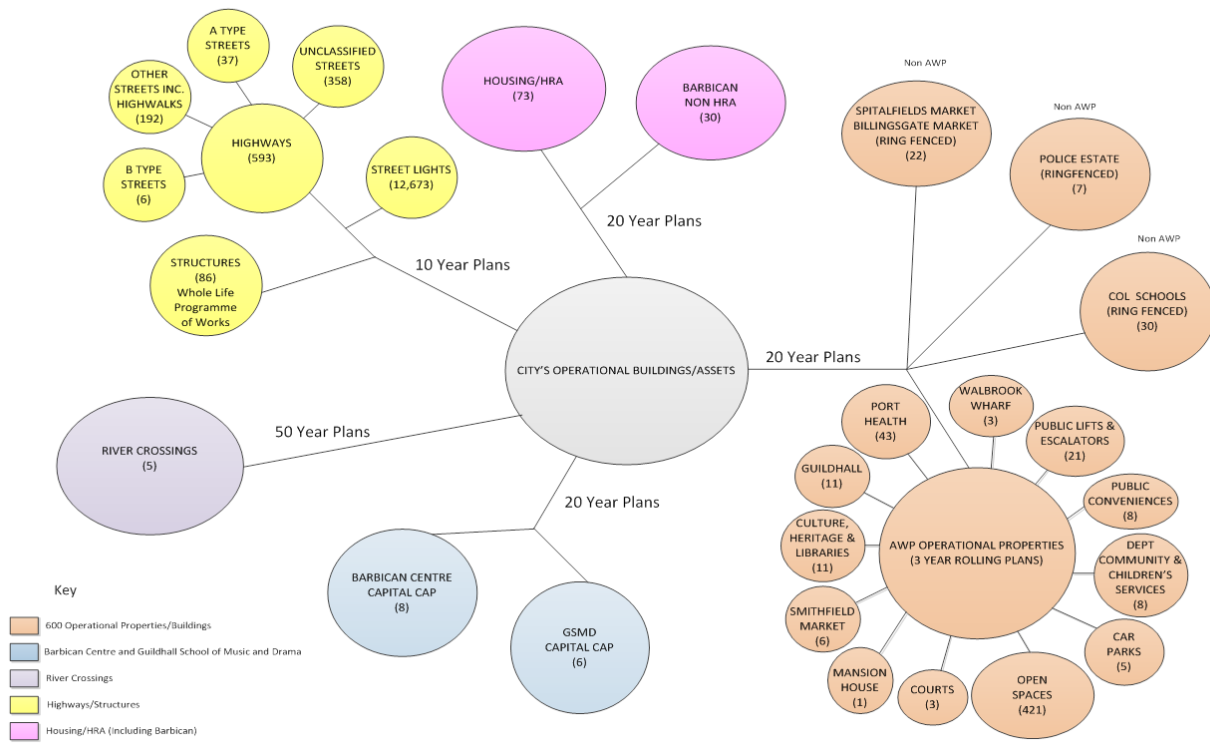 A TYPE
STREETS
(37)
UNCLASSIFIED
STREETS
(358)
OTHER
STREETS INC.
HIGHWALKS
(192)
HIGHWAYS
(593)
B TYPE
STREETS
(6)
STREET LIGHTS
(12,673)
STRUCTURES
(86)
Whole Life
Programme
of Works
10 Year Plans
HOUSING/HRA
(73)
BARBICAN
NON HRA
(30)
20 Year Plans
Non AWP
SPITALFIELDS MARKET
BILLINGSGATE MARKET
(RING FENCED)
(22)
Non AWP
POLICE ESTATE
(RINGFENCED)
(7)
Non AWP
COL SCHOOLS
(RING FENCED)
(30)
CITY'S OPERATIONAL BUILDINGS/ASSETS
20 Year Plans
RIVER CROSSINGS
(5)
50 Year Plans
20 Year Plans
BARBICAN CENTRE
CAPITAL CAP
(8)
GSMD
CAPITAL CAP
(6)
PORT
HEALTH
(43)
WALBROOK
WHARF
(3)
PUBLIC LIFTS &
ESCALATORS
(21)
GUILDHALL
(11)
PUBLIC
CONVENIENCES
(8)
CULTURE,
HERITAGE &
LIBRARIES
(11)
AWP OPERATIONAL PROPERTIES
(3 YEAR ROLLING PLANS)
DEPT
COMMUNITY &
CHILDREN'S
SERVICES
(8)
SMITHFIELD
MARKET
(6)
CAR
PARKS
(5)
MANSION
HOUSE
(1)
COURTS
(3)
OPEN
SPACES
(421)
Key
600 Operational Properties/Buildings
Barbican Centre and Guildhall School of Music and Drama
River Crossings
Highways/Structures
Housing/HRA (Including Barbican)